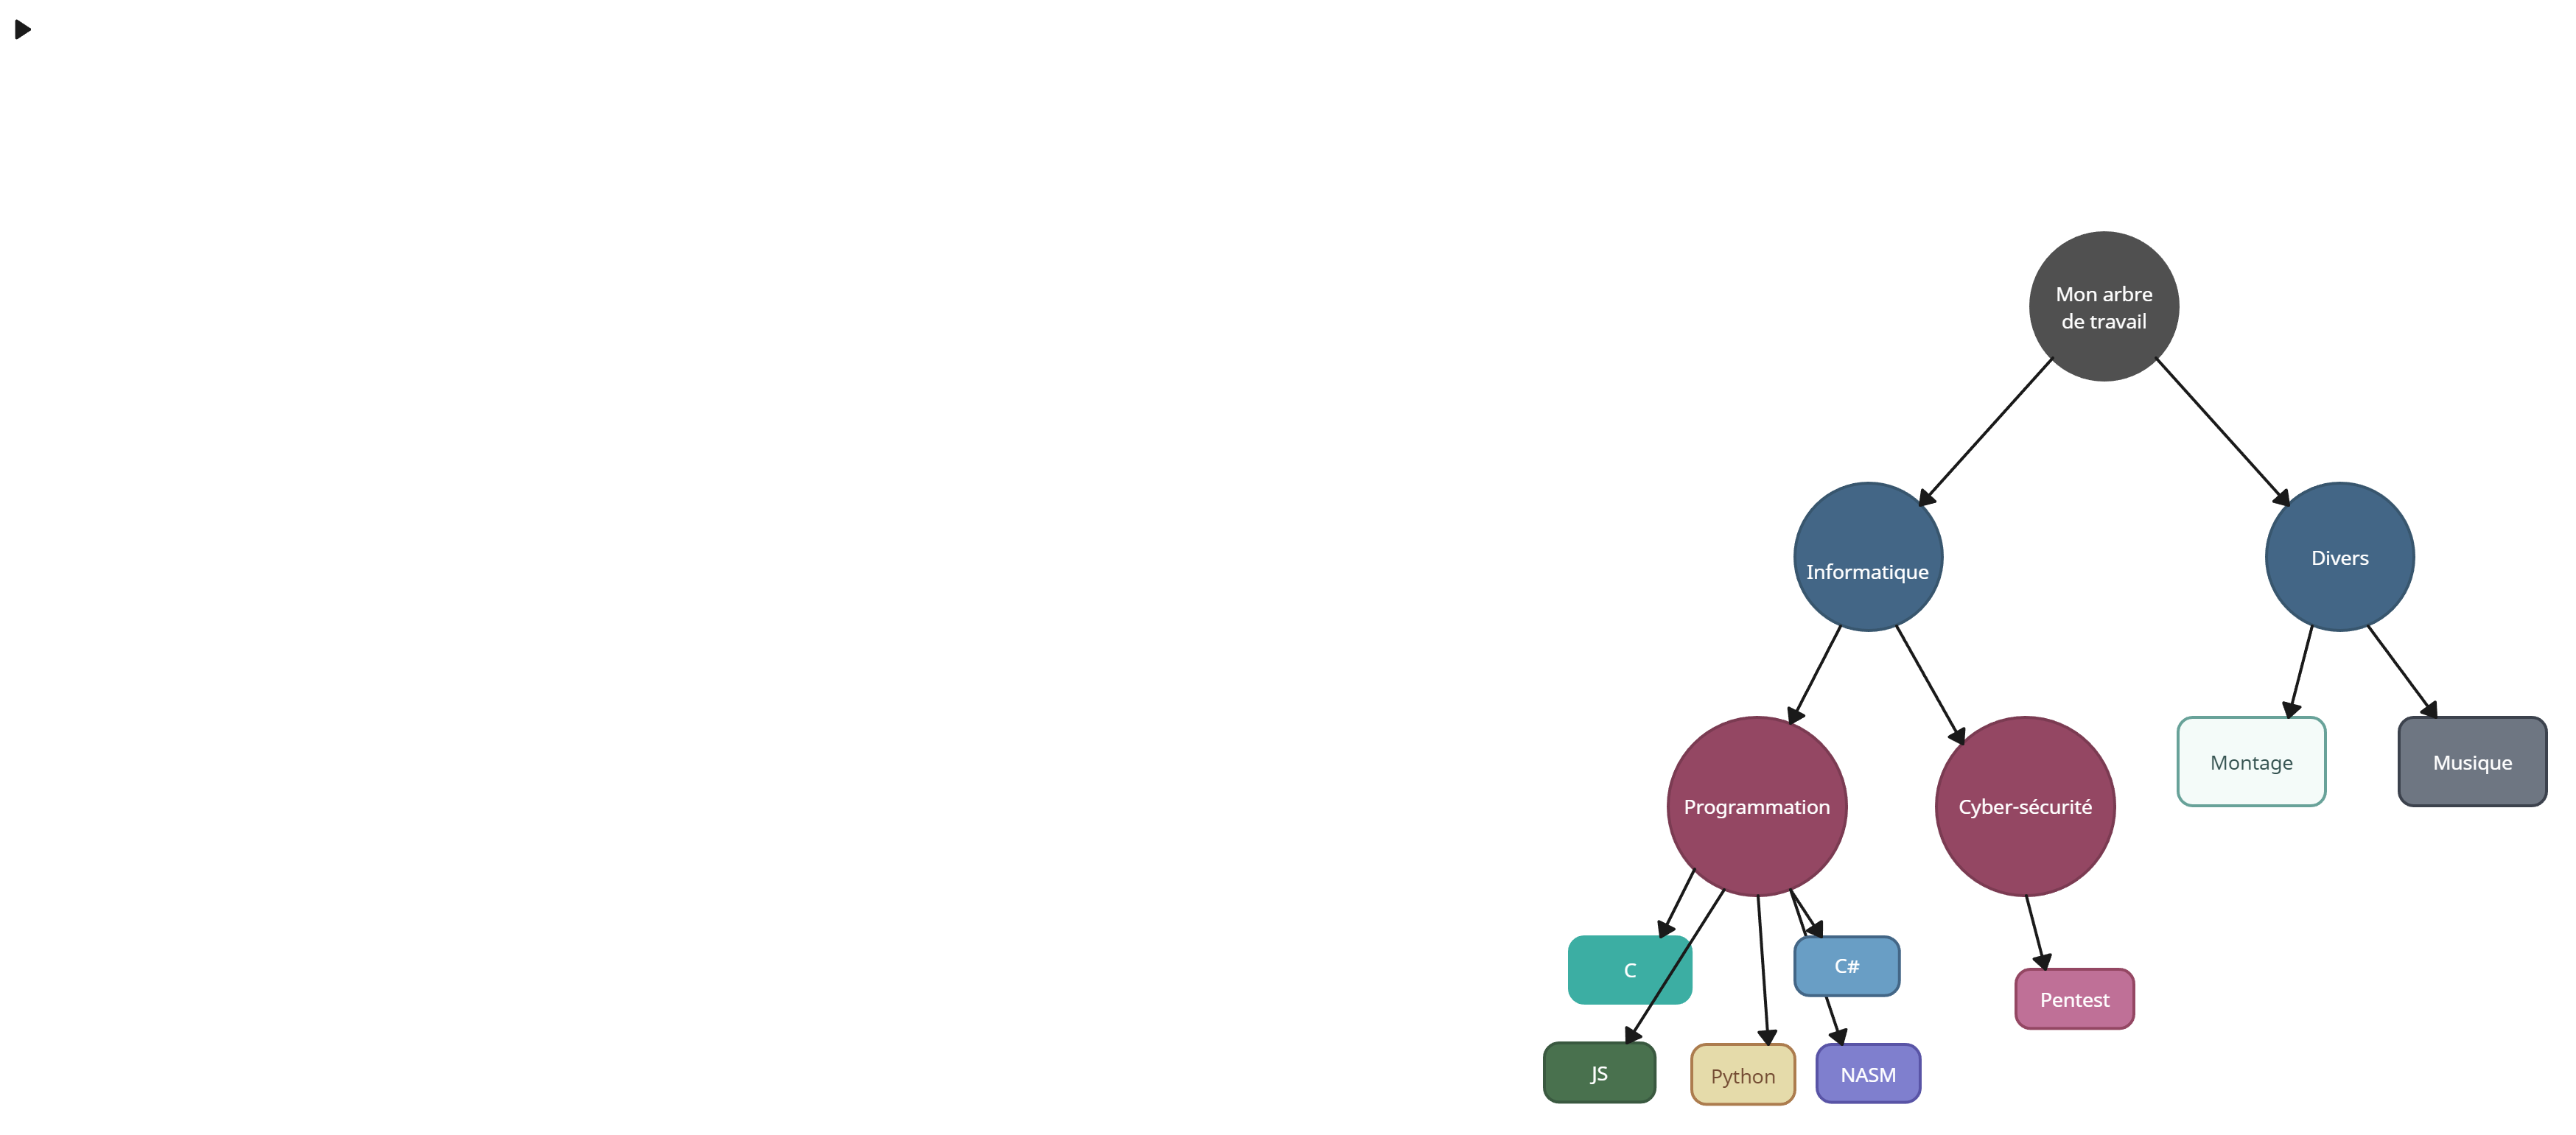 Mon arbre
de travail
Informatique
Divers
Montage
Musique
Programmation
Cyber-sécurité
C
C#
Pentest
JS
Python
NASM